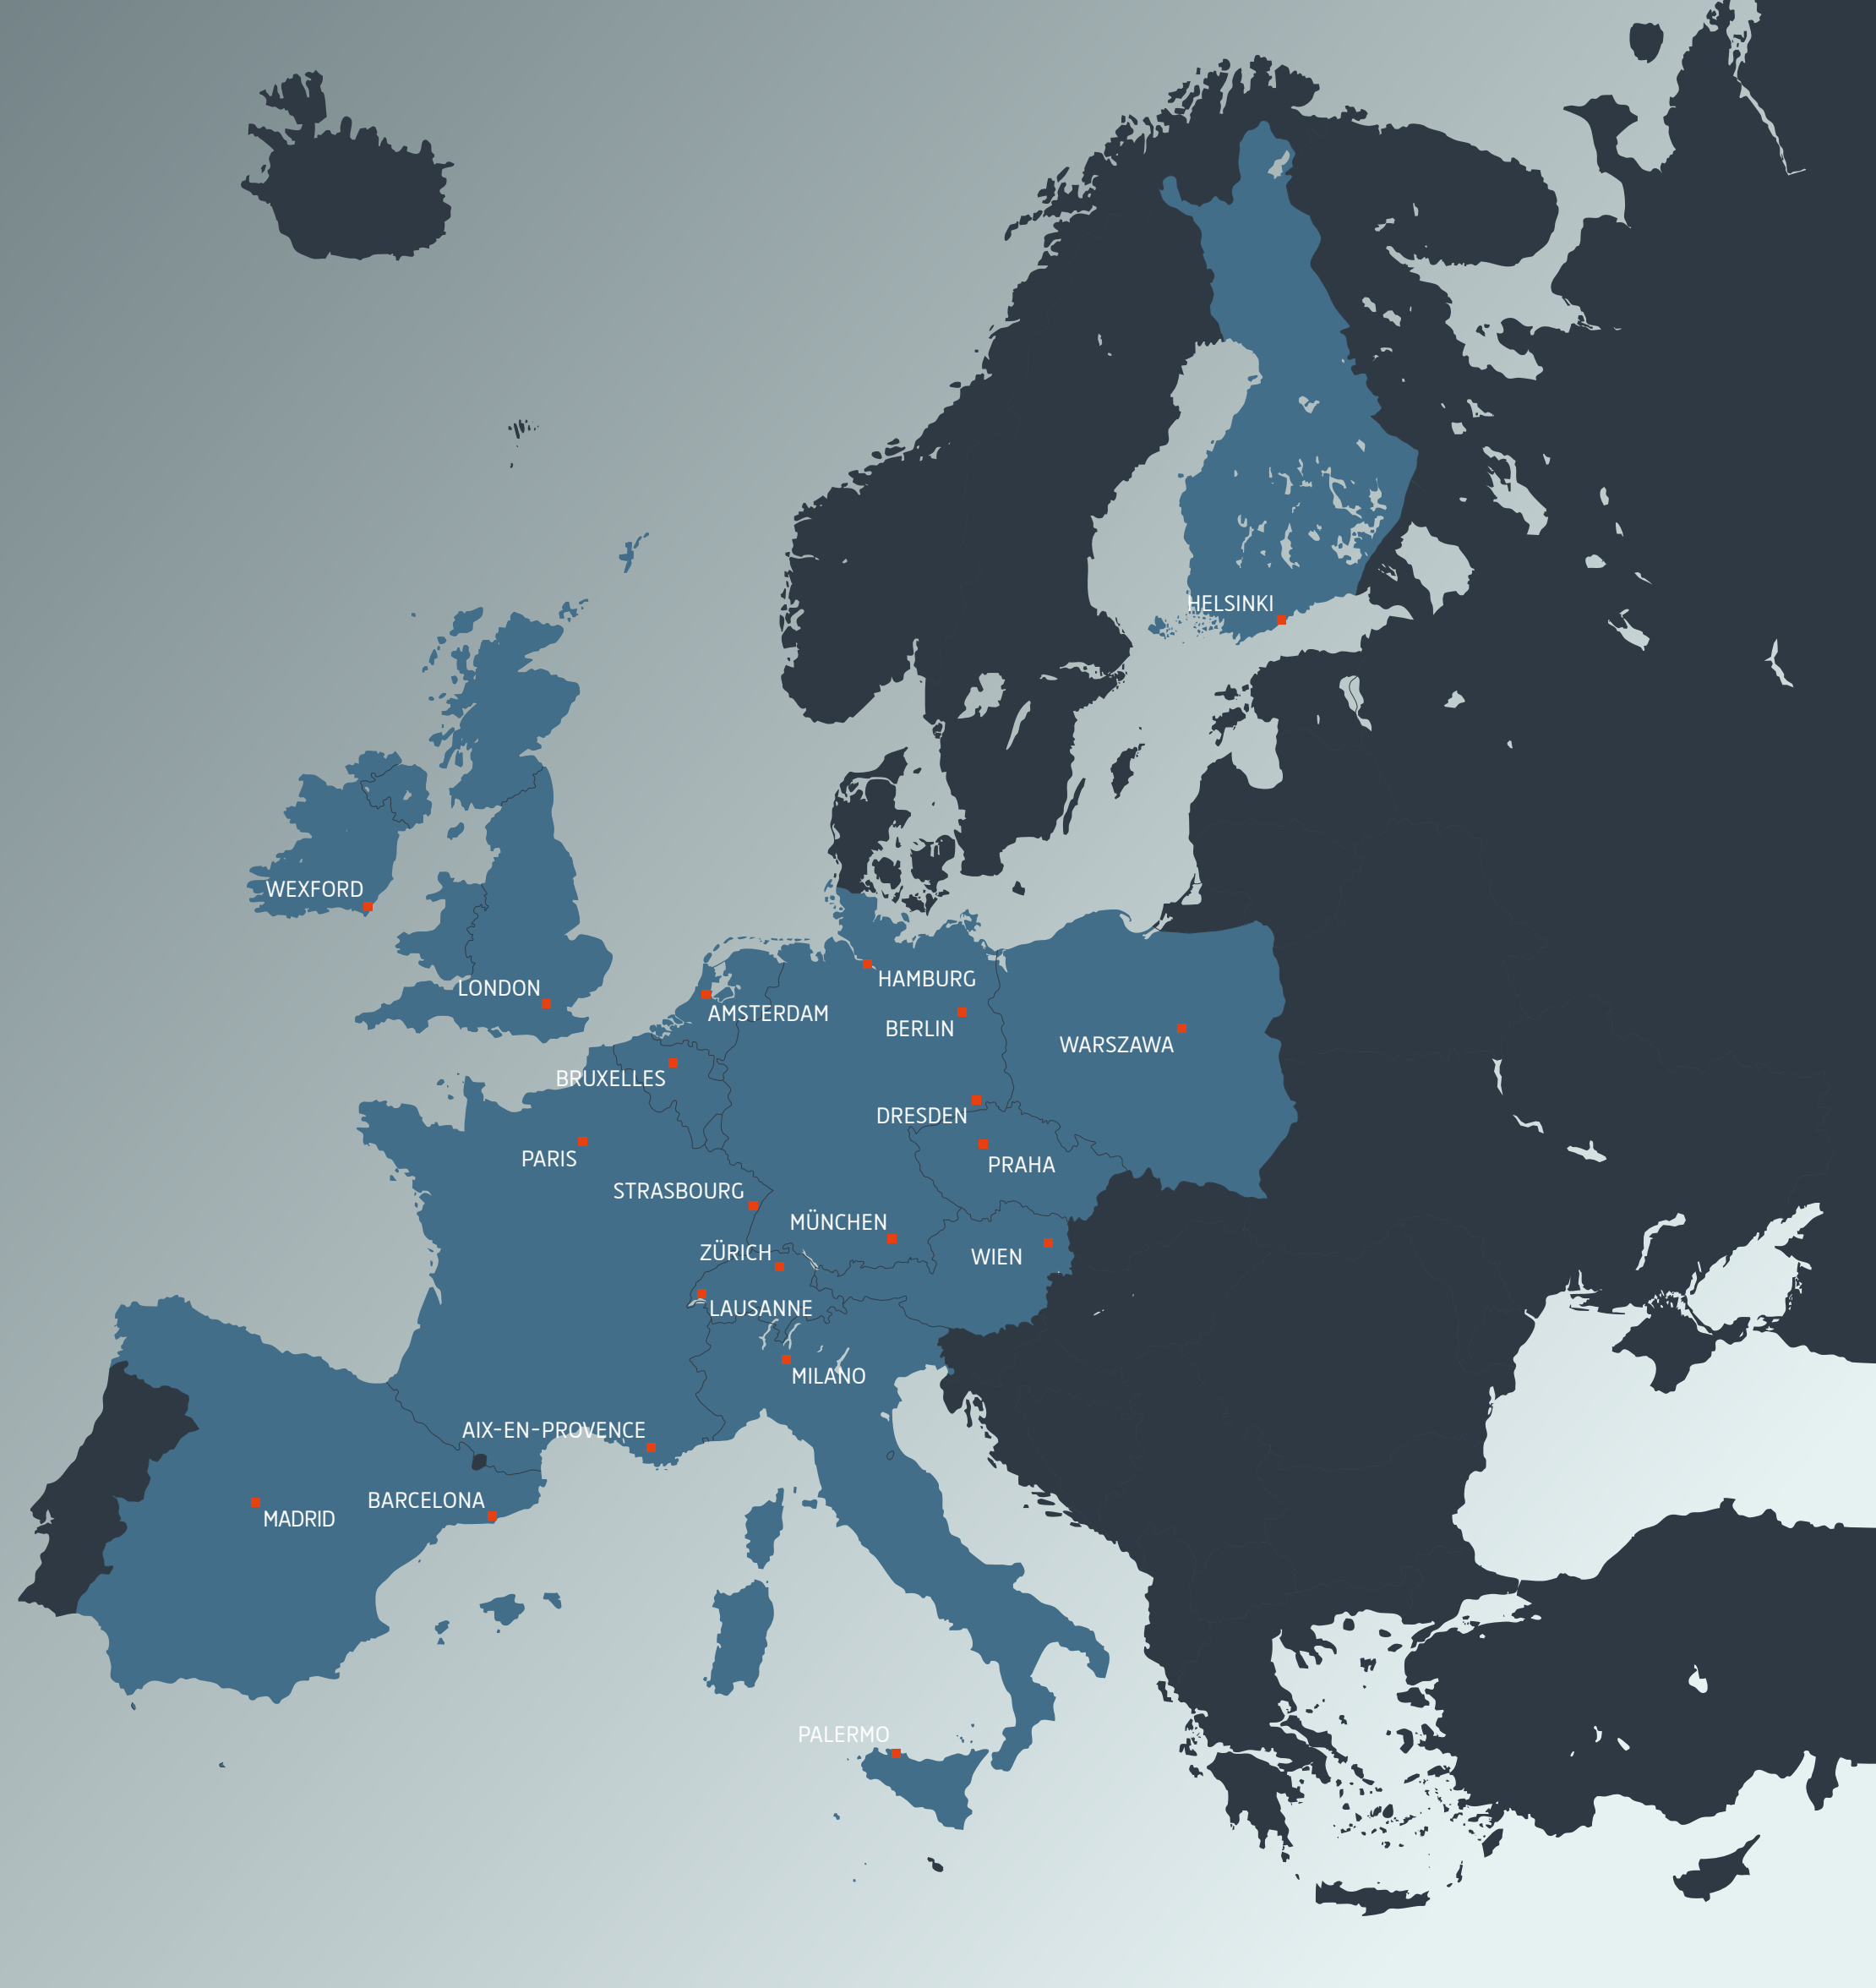 HELSINKI
WEXFORD
LONDON
HAMBURG
AMSTERDAM
BERLIN
WARSZAWA
BRUXELLES
DRESDEN
PARIS
PRAHA
STRASBOURG
MÜNCHEN
ZÜRICH
WIEN
LAUSANNE
MILANO
AIX-EN-PROVENCE
BARCELONA
MADRID
PALERMO